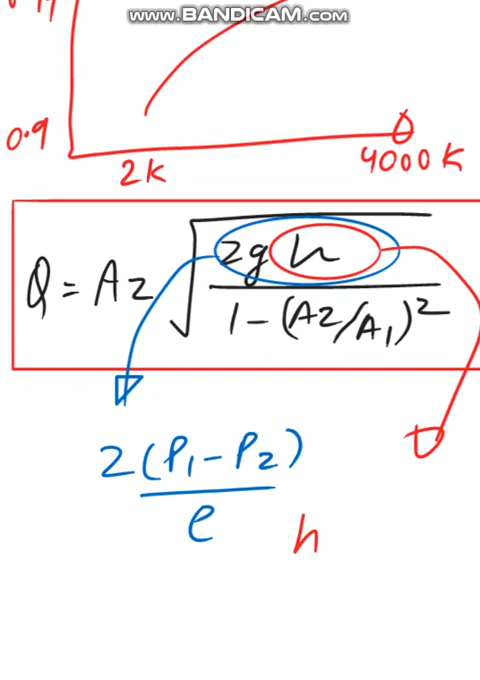 www.BANDICAM.com
0.9
2K
4000 K
Q = A2 √(2gh / 1 - (A2/A1)^2)
2(P1 - P2)
e
h